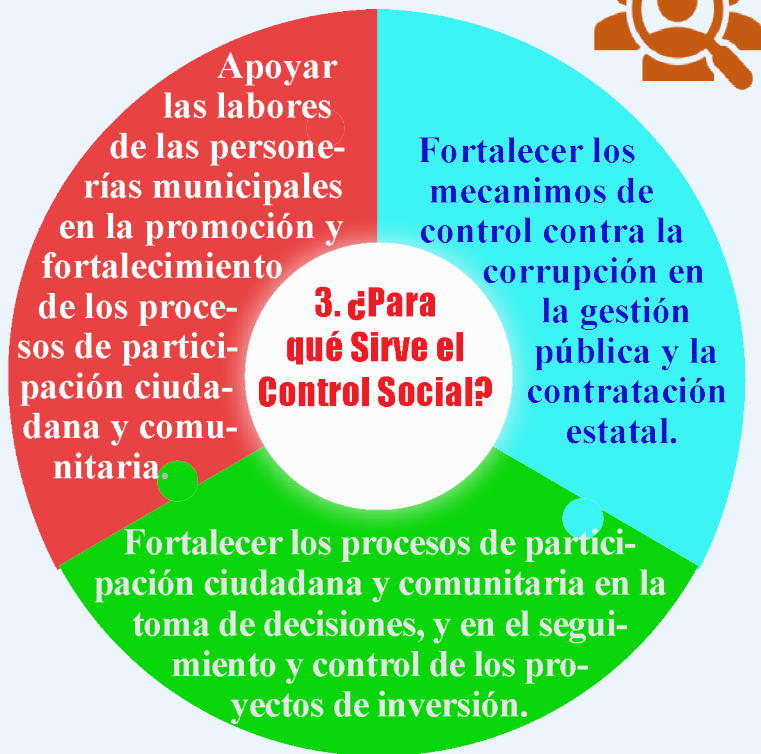 3. ¿Para
qué Sirve el
Control Social?
Apoyar
las labores
de las persone-
rías municipales
en la promoción y
fortalecimiento
de los proce-
sos de partici-
pación ciuda-
dana y comu-
nitaria.
Fortalecer los
mecanimos de
control contra la
corrupción en
la gestión
pública y la
contratación
estatal.
Fortalecer los procesos de partici-
pación ciudadana y comunitaria en la
toma de decisiones, y en el segui-
miento y control de los pro-
yectos de inversión.